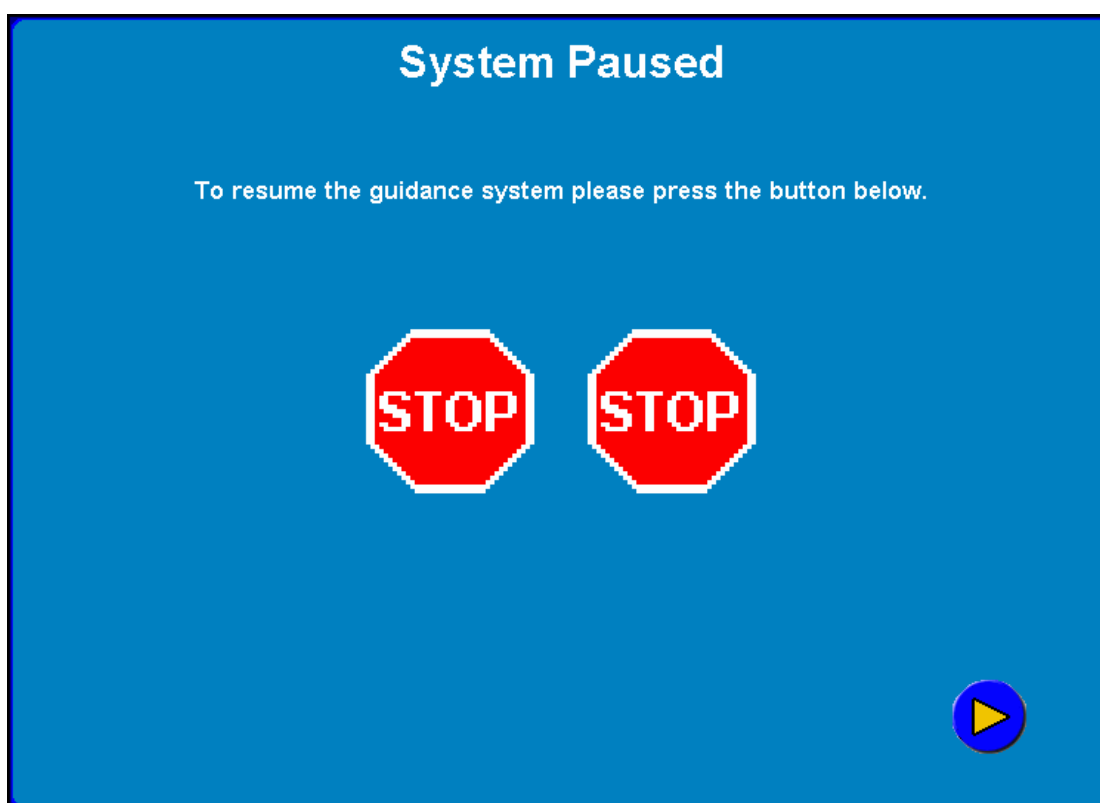 System Paused
To resume the guidance system please press the button below.
STOP STOP